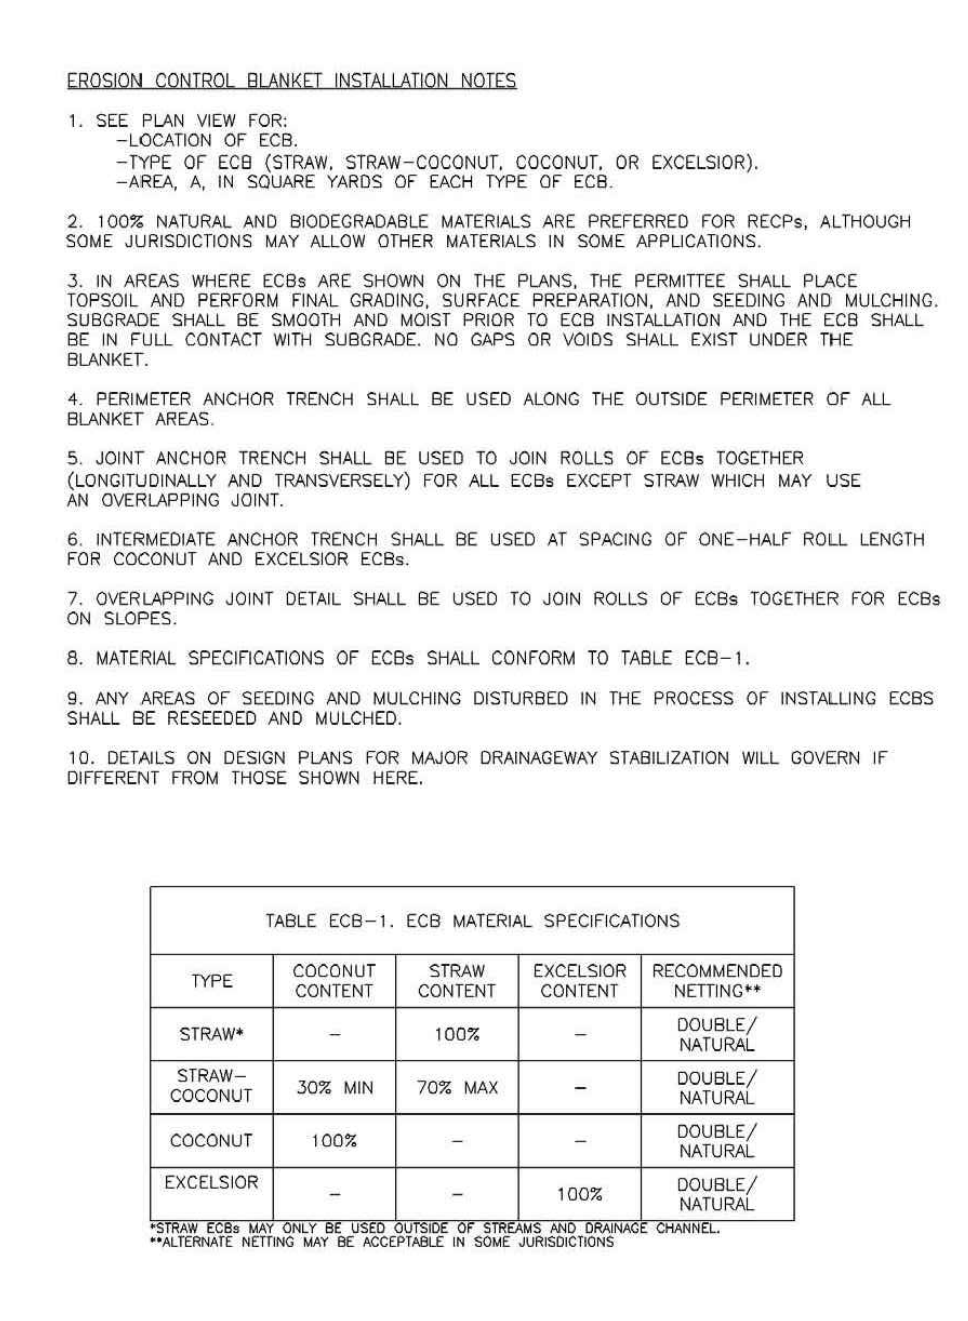 EROSION CONTROL BLANKET INSTALLATION NOTES
1. SEE PLAN VIEW FOR:
-LOCATION OF ECB.
-TYPE OF ECB (STRAW, STRAW-COCONUT, COCONUT, OR EXCELSIOR).
-AREA, A, IN SQUARE YARDS OF EACH TYPE OF ECB.
2. 100% NATURAL AND BIODEGRADABLE MATERIALS ARE PREFERRED FOR RECPs, ALTHOUGH
SOME JURISDICTIONS MAY ALLOW OTHER MATERIALS IN SOME APPLICATIONS.
3. IN AREAS WHERE ECBs ARE SHOWN ON THE PLANS, THE PERMITTEE SHALL PLACE
TOPSOIL AND PERFORM FINAL GRADING, SURFACE PREPARATION, AND SEEDING AND MULCHING.
SUBGRADE SHALL BE SMOOTH AND MOIST PRIOR TO ECB INSTALLATION AND THE ECB SHALL
BE IN FULL CONTACT WITH SUBGRADE. NO GAPS OR VOIDS SHALL EXIST UNDER THE
BLANKET.
4. PERIMETER ANCHOR TRENCH SHALL BE USED ALONG THE OUTSIDE PERIMETER OF ALL
BLANKET AREAS.
5. JOINT ANCHOR TRENCH SHALL BE USED TO JOIN ROLLS OF ECBs TOGETHER
(LONGITUDINALLY AND TRANSVERSELY) FOR ALL ECBs EXCEPT STRAW WHICH MAY USE
AN OVERLAPPING JOINT.
6. INTERMEDIATE ANCHOR TRENCH SHALL BE USED AT SPACING OF ONE-HALF ROLL LENGTH
FOR COCONUT AND EXCELSIOR ECBs.
7. OVERLAPPING JOINT DETAIL SHALL BE USED TO JOIN ROLLS OF ECBs TOGETHER FOR ECBs
ON SLOPES.
8. MATERIAL SPECIFICATIONS OF ECBs SHALL CONFORM TO TABLE ECB-1.
9. ANY AREAS OF SEEDING AND MULCHING DISTURBED IN THE PROCESS OF INSTALLING ECBS
SHALL BE RESEEDED AND MULCHED.
10. DETAILS ON DESIGN PLANS FOR MAJOR DRAINAGEWAY STABILIZATION WILL GOVERN IF
DIFFERENT FROM THOSE SHOWN HERE.
TABLE ECB-1. ECB MATERIAL SPECIFICATIONS
TYPE COCONUT CONTENT STRAW CONTENT EXCELSIOR CONTENT RECOMMENDED NETTING**
STRAW* - 100% - DOUBLE/ NATURAL
STRAW- COCONUT 30% MIN 70% MAX - DOUBLE/ NATURAL
COCONUT 100% - - DOUBLE/ NATURAL
EXCELSIOR - - 100% DOUBLE/ NATURAL
*STRAW ECBs MAY ONLY BE USED OUTSIDE OF STREAMS AND DRAINAGE CHANNEL.
**ALTERNATE NETTING MAY BE ACCEPTABLE IN SOME JURISDICTIONS